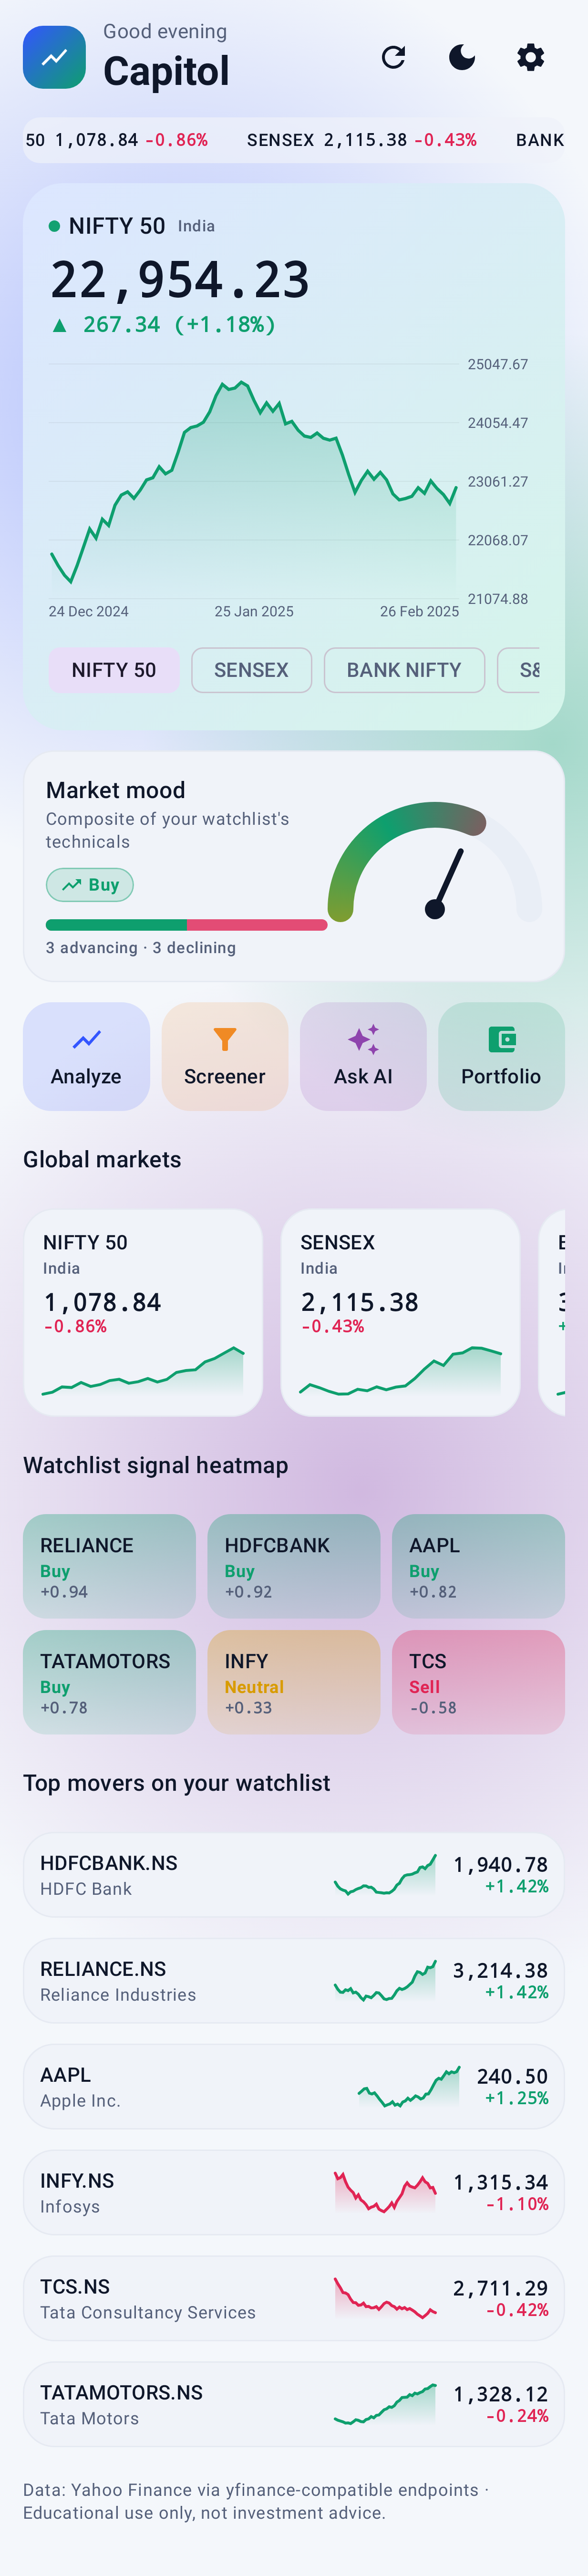 Good evening
Capitol
50 1,078.84 -0.86% SENSEX 2,115.38 -0.43% BANK
NIFTY 50 India
22,954.23
▲ 267.34 (+1.18%)
25047.67
24054.47
23061.27
22068.07
21074.88
24 Dec 2024 25 Jan 2025 26 Feb 2025
NIFTY 50 SENSEX BANK NIFTY S&
Market mood
Composite of your watchlist's
technicals
Buy
3 advancing · 3 declining
Analyze Screener Ask AI Portfolio
Global markets
NIFTY 50
India
1,078.84
-0.86%
SENSEX
India
2,115.38
-0.43%
Watchlist signal heatmap
RELIANCE
Buy
+0.94
HDFCBANK
Buy
+0.92
AAPL
Buy
+0.82
TATAMOTORS
Buy
+0.78
INFY
Neutral
+0.33
TCS
Sell
-0.58
Top movers on your watchlist
HDFCBANK.NS
HDFC Bank
1,940.78
+1.42%
RELIANCE.NS
Reliance Industries
3,214.38
+1.42%
AAPL
Apple Inc.
240.50
+1.25%
INFY.NS
Infosys
1,315.34
-1.10%
TCS.NS
Tata Consultancy Services
2,711.29
-0.42%
TATAMOTORS.NS
Tata Motors
1,328.12
-0.24%
Data: Yahoo Finance via yfinance-compatible endpoints ·
Educational use only, not investment advice.